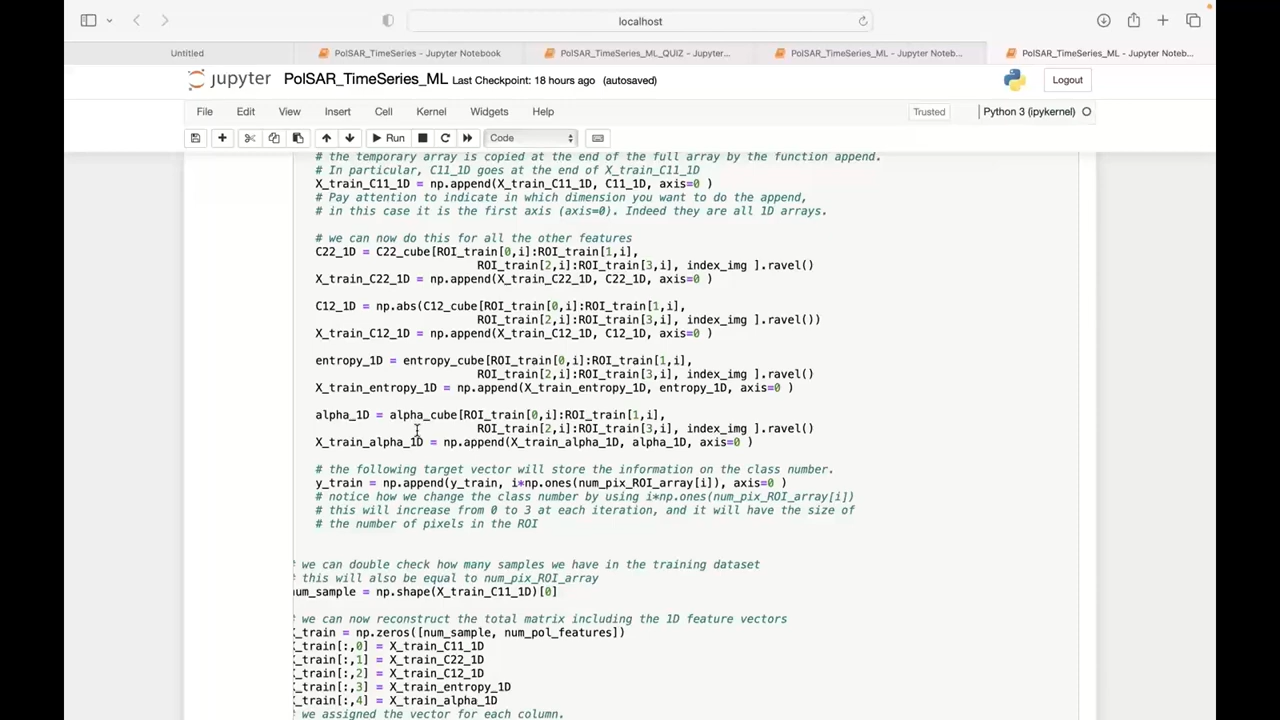 localhost
Untitled
PolSAR_TimeSeries - Jupyter Notebook
PolSAR_TimeSeries_ML_QUIZ - Jupyter...
PolSAR_TimeSeries_ML - Jupyter Noteb...
PolSAR_TimeSeries_ML - Jupyter Noteb...
jupyter PolSAR_TimeSeries_ML Last Checkpoint: 18 hours ago (autosaved)
Logout
File Edit View Insert Cell Kernel Widgets Help
Trusted
Python 3 (ipykernel)
Run
Code
# the temporary array is copied at the end of the full array by the function append.
# In particular, C11_1D goes at the end of X_train_C11_1D
X_train_C11_1D = np.append(X_train_C11_1D, C11_1D, axis=0 )
# Pay attention to indicate in which dimension you want to do the append,
# in this case it is the first axis (axis=0). Indeed they are all 1D arrays.
# we can now do this for all the other features
C22_1D = C22_cube[ROI_train[0,i]:ROI_train[1,i],
ROI_train[2,i]:ROI_train[3,i], index_img ].ravel()
X_train_C22_1D = np.append(X_train_C22_1D, C22_1D, axis=0 )
C12_1D = np.abs(C12_cube[ROI_train[0,i]:ROI_train[1,i],
ROI_train[2,i]:ROI_train[3,i], index_img ].ravel())
X_train_C12_1D = np.append(X_train_C12_1D, C12_1D, axis=0 )
entropy_1D = entropy_cube[ROI_train[0,i]:ROI_train[1,i],
ROI_train[2,i]:ROI_train[3,i], index_img ].ravel()
X_train_entropy_1D = np.append(X_train_entropy_1D, entropy_1D, axis=0 )
alpha_1D = alpha_cube[ROI_train[0,i]:ROI_train[1,i],
ROI_train[2,i]:ROI_train[3,i], index_img ].ravel()
X_train_alpha_1D = np.append(X_train_alpha_1D, alpha_1D, axis=0 )
# the following target vector will store the information on the class number.
y_train = np.append(y_train, i*np.ones(num_pix_ROI_array[i]), axis=0 )
# notice how we change the class number by using i*np.ones(num_pix_ROI_array[i])
# this will increase from 0 to 3 at each iteration, and it will have the size of
# the number of pixels in the ROI
# we can double check how many samples we have in the training dataset
# this will also be equal to num_pix_ROI_array
num_sample = np.shape(X_train_C11_1D)[0]
# we can now reconstruct the total matrix including the 1D feature vectors
X_train = np.zeros([num_sample, num_pol_features])
X_train[:,0] = X_train_C11_1D
X_train[:,1] = X_train_C22_1D
X_train[:,2] = X_train_C12_1D
X_train[:,3] = X_train_entropy_1D
X_train[:,4] = X_train_alpha_1D
# we assigned the vector for each column.